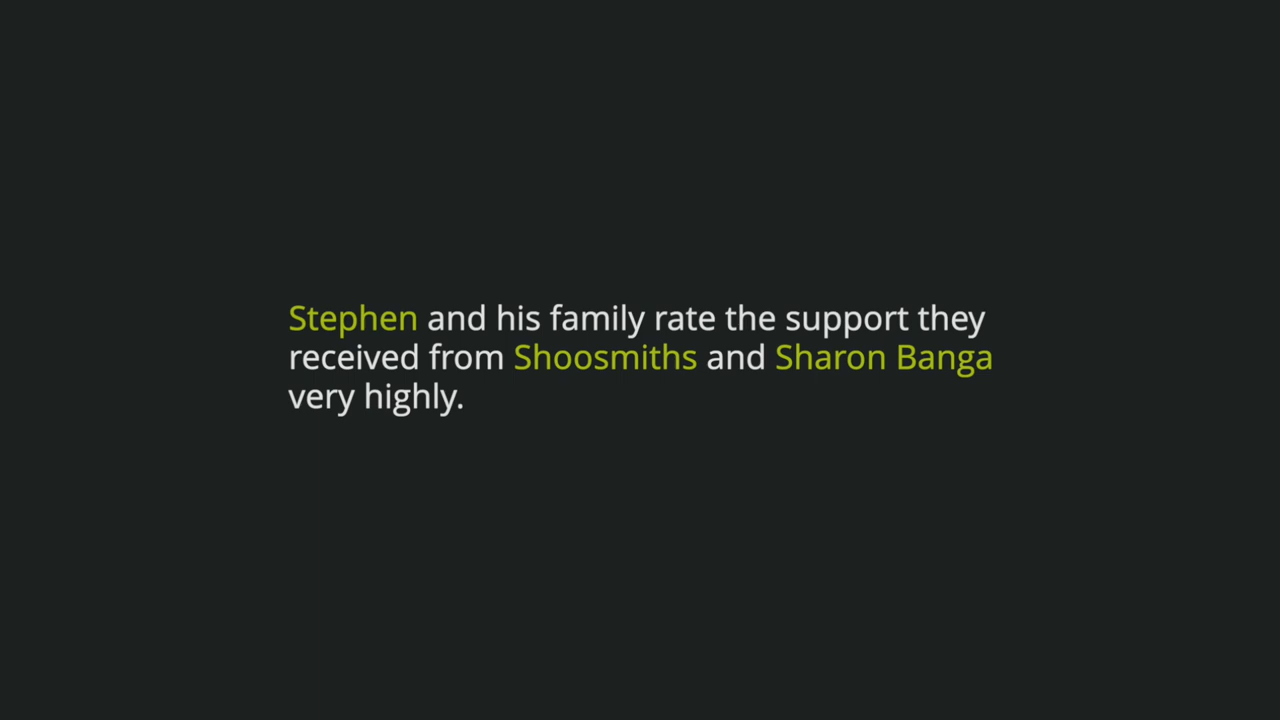 Stephen and his family rate the support they
received from Shoosmiths and Sharon Banga
very highly.